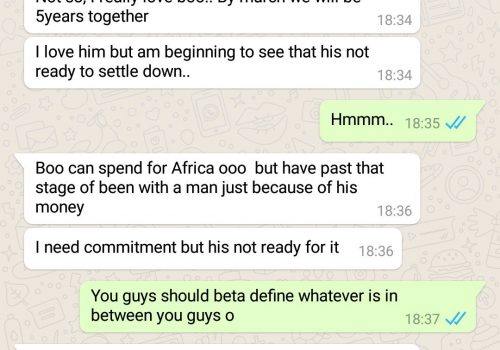 Not so, I really love boo.. By march we will be
5years together
18:34
I love him but am beginning to see that his not
ready to settle down..
18:34
Hmmm.. 18:35
Boo can spend for Africa ooo but have past that
stage of been with a man just because of his
money
18:36
I need commitment but his not ready for it 18:36
You guys should beta define whatever is in
between you guys o
18:37